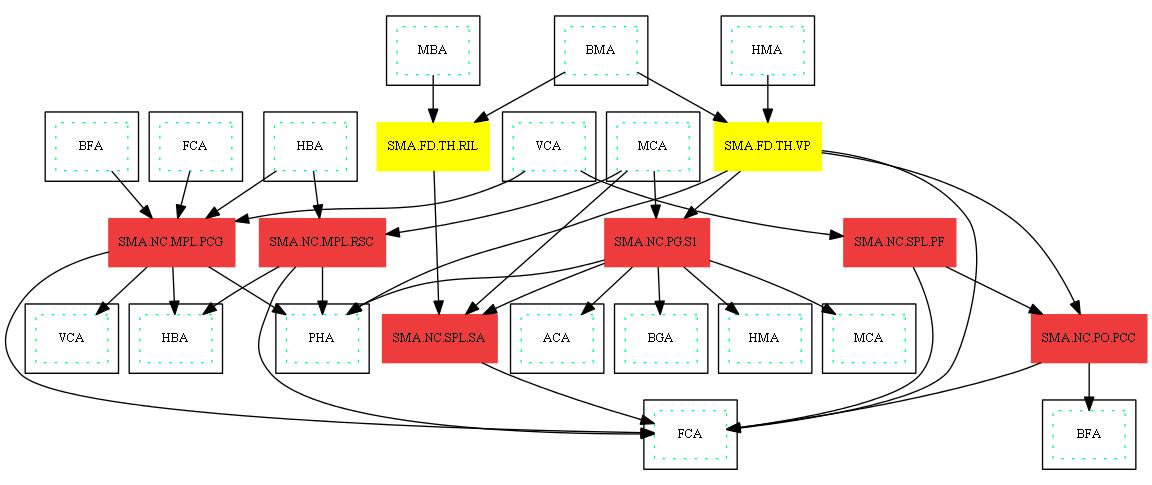 MBA
BMA
HMA
BFA
FCA
HBA
SMA.FD.TH.RIL
VCA
MCA
SMA.FD.TH.VP
SMA.NC.MPL.PCG
SMA.NC.MPL.RSC
SMA.NC.PG.S1
SMA.NC.SPL.PF
VCA
HBA
PHA
SMA.NC.SPL.SA
ACA
BGA
HMA
MCA
SMA.NC.PO.PCC
FCA
BFA